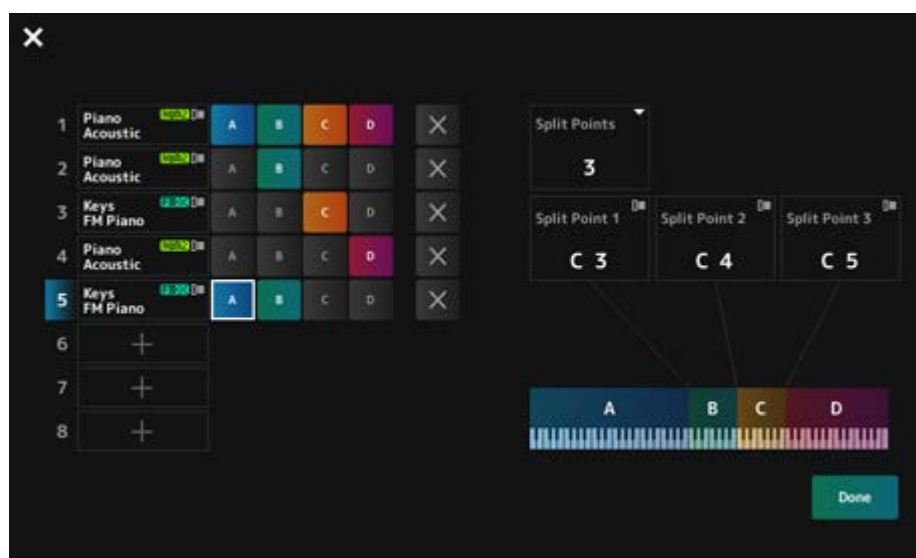 1 Piano Acoustic A B C D
2 Piano Acoustic A B C D
3 Keys FM Piano A B C D
4 Piano Acoustic A B C D
5 Keys FM Piano A B C D
6
7
8
Split Points
3
Split Point 1 Split Point 2 Split Point 3
C 3 C 4 C 5
A B C D
Done